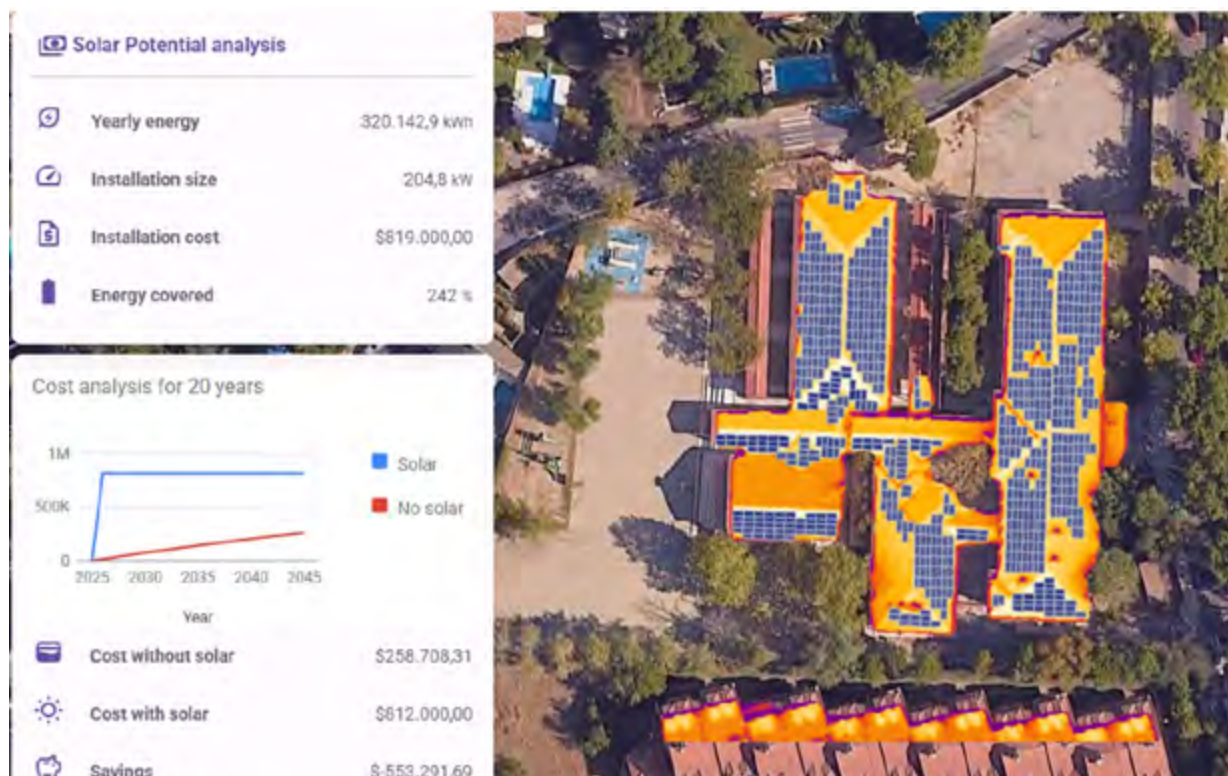 Solar Potential analysis
Yearly energy 320.142,9 kWh
Installation size 204,8 kW
Installation cost $819.000,00
Energy covered 242 %
Cost analysis for 20 years
1M
500K
0
2025 2030 2035 2040 2045
Year
Solar
No solar
Cost without solar $258.708,31
Cost with solar $812.000,00
Savings $-553.291,69